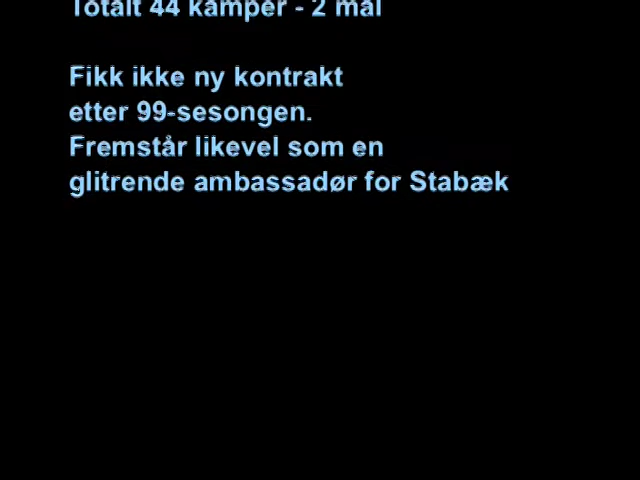 Totalt 44 kamper - 2 mål
Fikk ikke ny kontrakt
etter 99-sesongen.
Fremstår likevel som en
glitrende ambassadør for Stabæk